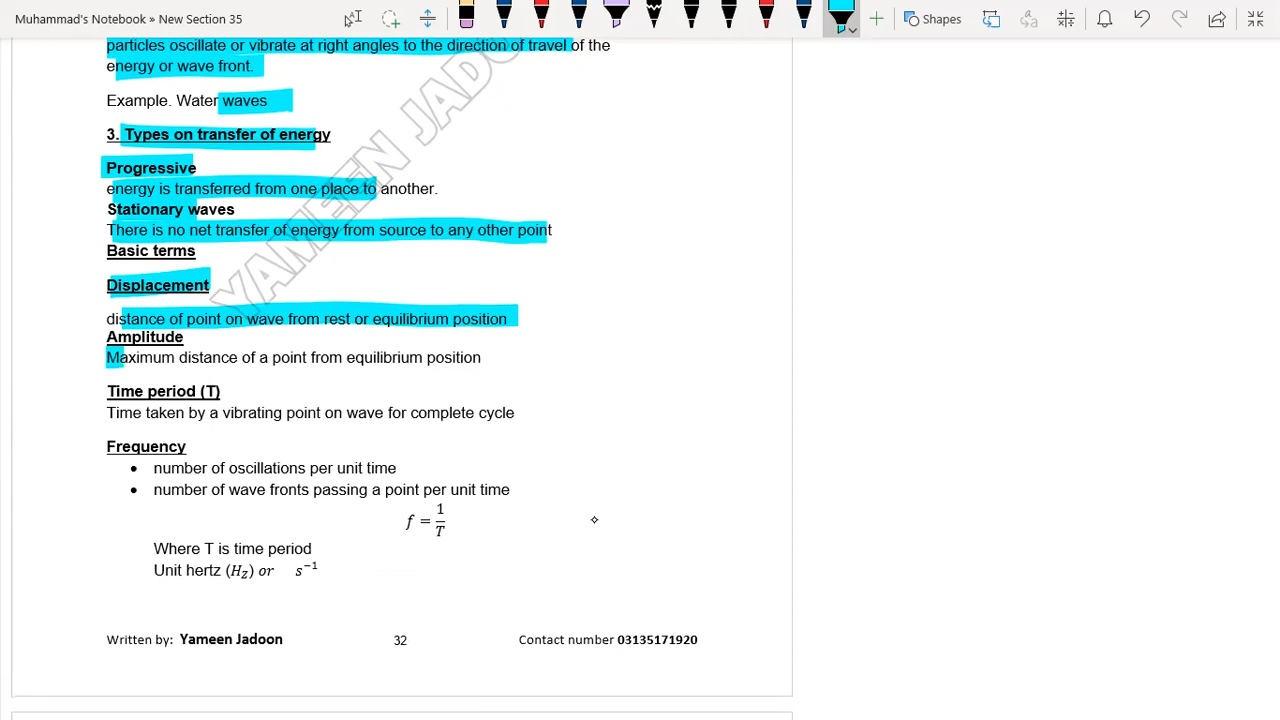 Muhammad's Notebook » New Section 35
Shapes
particles oscillate or vibrate at right angles to the direction of travel of the
energy or wave front.
Example. Water waves
3. Types on transfer of energy
Progressive
energy is transferred from one place to another.
Stationary waves
There is no net transfer of energy from source to any other point
Basic terms
Displacement
distance of point on wave from rest or equilibrium position
Amplitude
Maximum distance of a point from equilibrium position
Time period (T)
Time taken by a vibrating point on wave for complete cycle
Frequency
• number of oscillations per unit time
• number of wave fronts passing a point per unit time
f = 1/T
Where T is time period
Unit hertz (Hz) or s⁻¹
Written by: Yameen Jadoon 32 Contact number 03135171920
YAMEEN JADOO